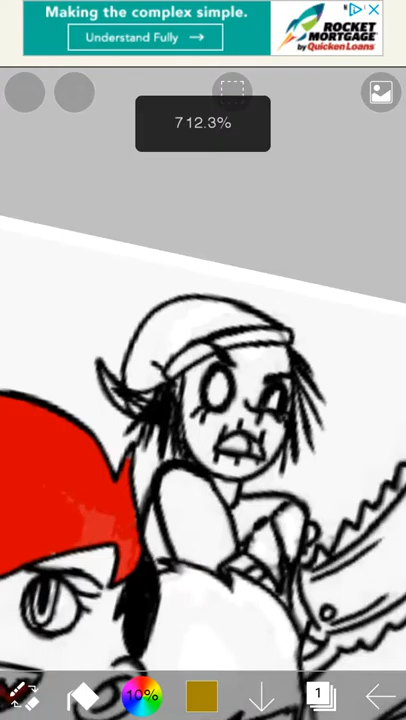 Making the complex simple.
Understand Fully →
ROCKET
MORTGAGE
by Quicken Loans
712.3%
10%
1